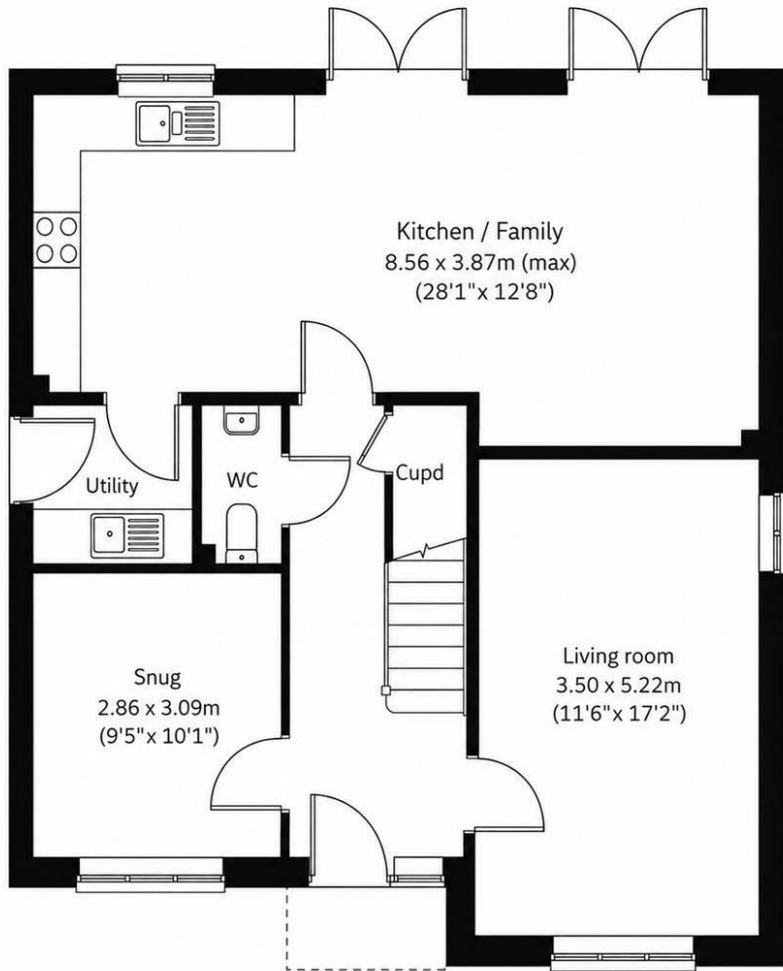 Kitchen / Family
8.56 x 3.87m (max)
(28'1"x 12'8")
Utility
WC
Cupd
Snug
2.86 x 3.09m
(9'5"x 10'1")
Living room
3.50 x 5.22m
(11'6"x 17'2")